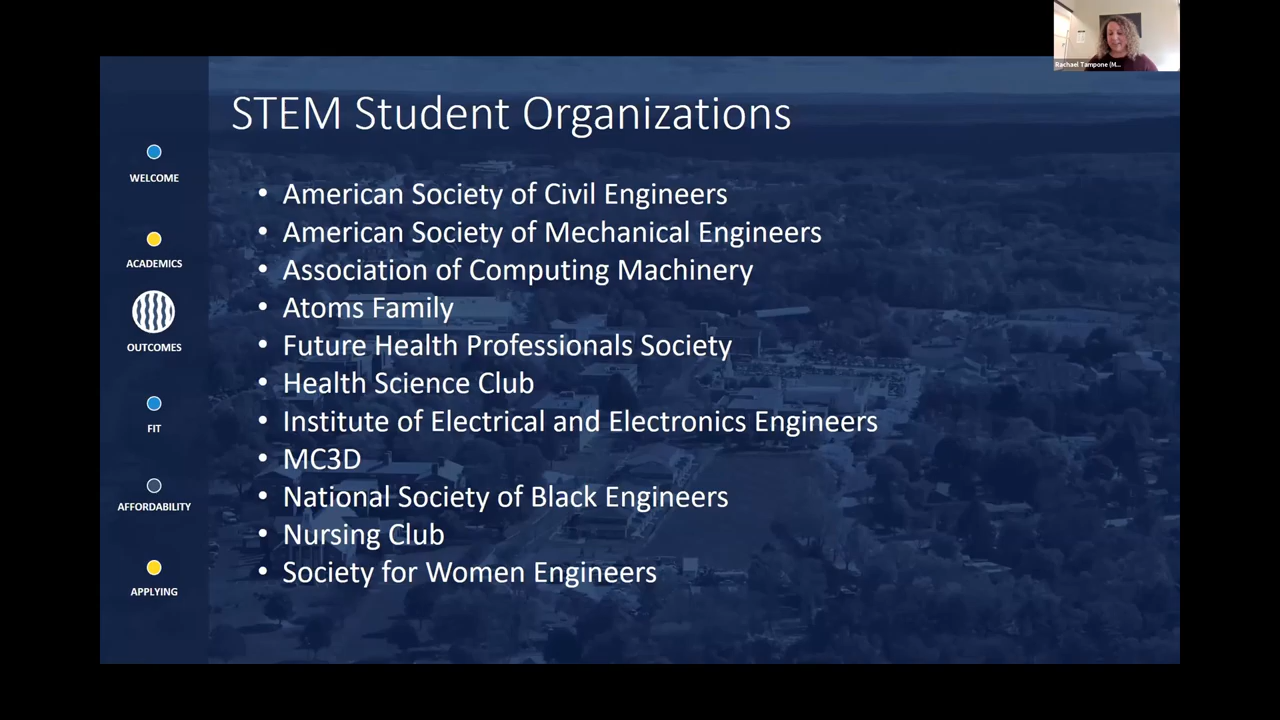 Rachael Tampone (M...
STEM Student Organizations
WELCOME
ACADEMICS
OUTCOMES
FIT
AFFORDABILITY
APPLYING
• American Society of Civil Engineers
• American Society of Mechanical Engineers
• Association of Computing Machinery
• Atoms Family
• Future Health Professionals Society
• Health Science Club
• Institute of Electrical and Electronics Engineers
• MC3D
• National Society of Black Engineers
• Nursing Club
• Society for Women Engineers